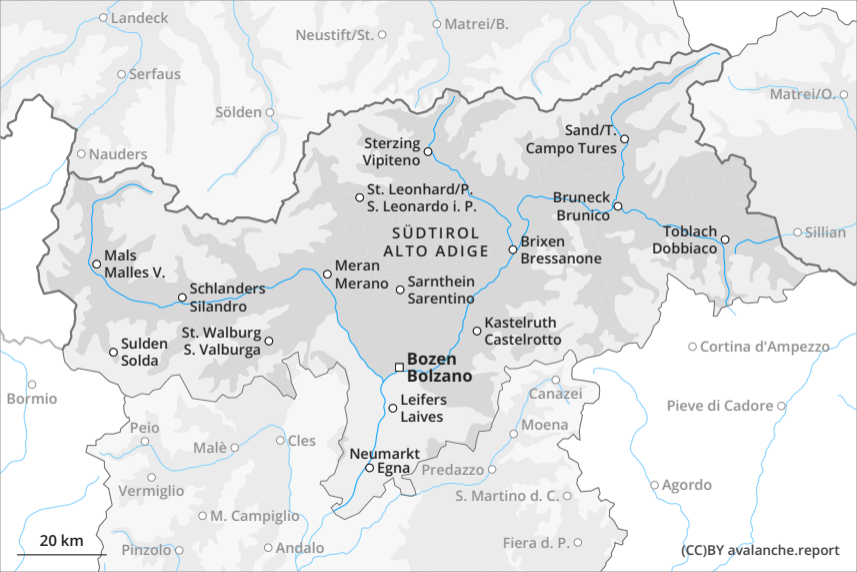 Landeck
Matrei/B.
Neustift/St.
Serfaus
Matrei/O.
Sölden
Nauders
Sand/T.
Campo Tures
Sterzing
Vipiteno
St. Leonhard/P.
S. Leonardo i. P.
Bruneck
Brunico
SÜDTIROL
ALTO ADIGE
Toblach
Dobbiaco
Sillian
Brixen
Bressanone
Mals
Malles V.
Meran
Merano
Sarnthein
Sarentino
Schlanders
Silandro
Kastelruth
Castelrotto
St. Walburg
S. Valburga
Sulden
Solda
Cortina d'Ampezzo
Bozen
Bolzano
Bormio
Canazei
Leifers
Laives
Pieve di Cadore
Moena
Peio
Malè
Cles
Neumarkt
Egna
Predazzo
Agordo
Vermiglio
S. Martino d. C.
M. Campiglio
20 km
Pinzolo
Andalo
Fiera d. P.
(CC)BY avalanche.report